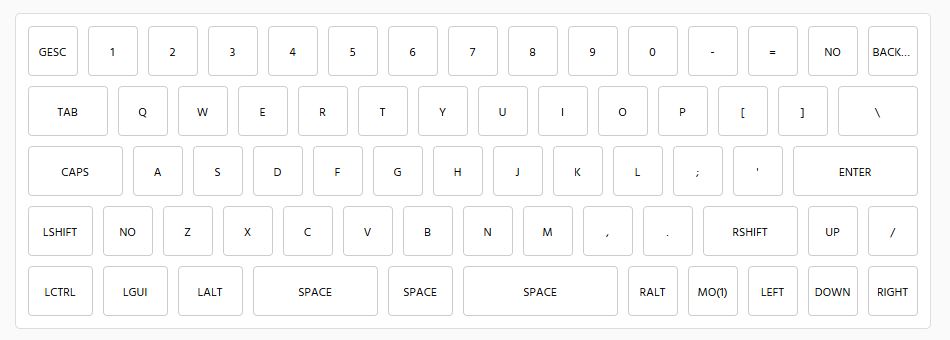 GESC 1 2 3 4 5 6 7 8 9 0 - = NO BACK...
TAB Q W E R T Y U I O P [ ] \
CAPS A S D F G H J K L ; ' ENTER
LSHIFT NO Z X C V B N M , . RSHIFT UP /
LCTRL LGUI LALT SPACE SPACE SPACE RALT MO(1) LEFT DOWN RIGHT